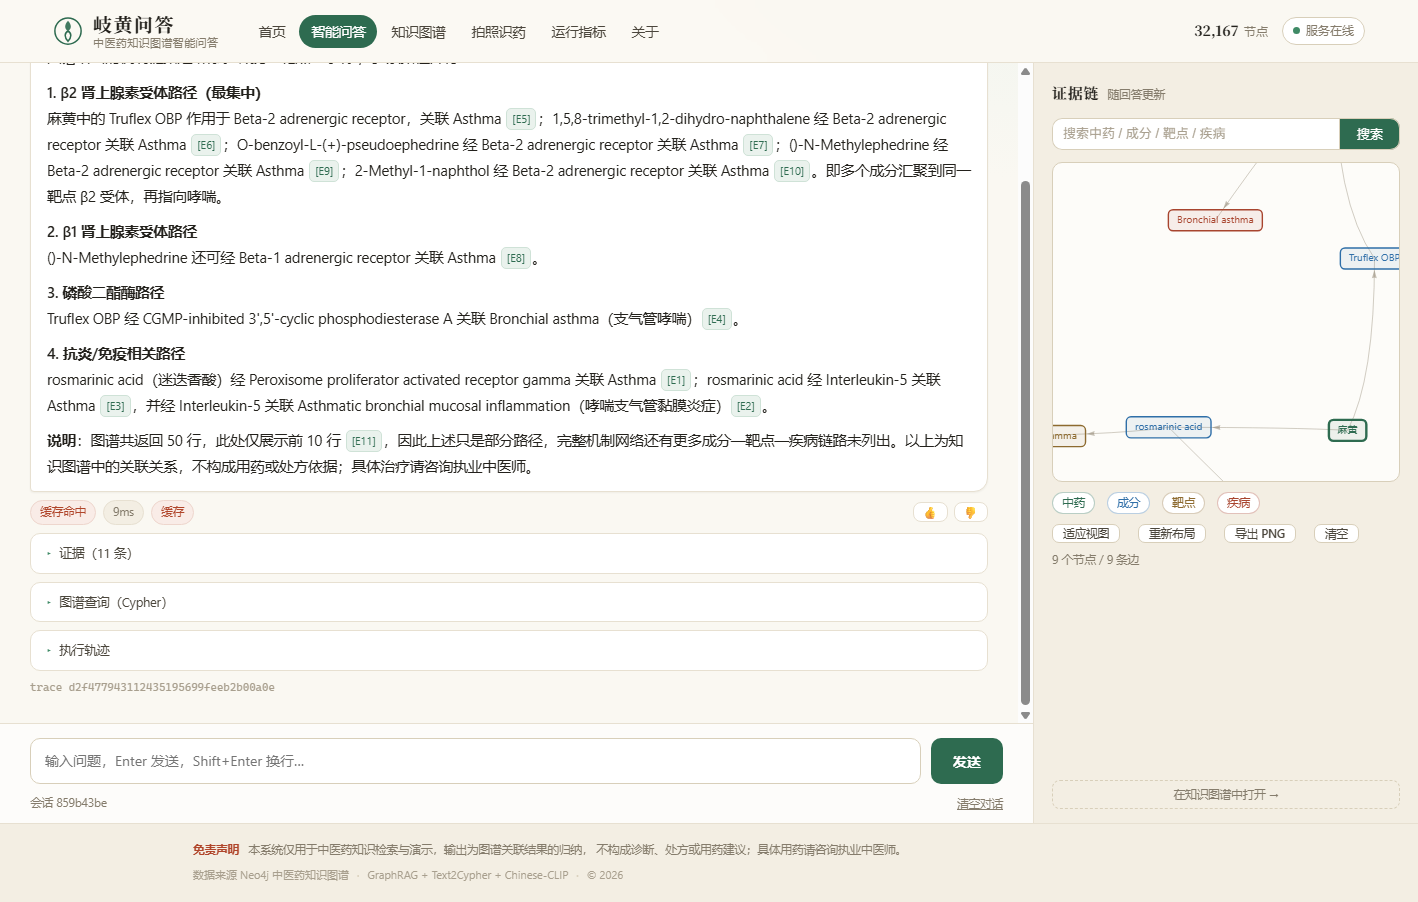 岐黄问答
中医药知识图谱智能问答
首页 智能问答 知识图谱 拍照识药 运行指标 关于
32,167 节点 服务在线
1. β2 肾上腺素受体路径（最集中）
麻黄中的 Truflex OBP 作用于 Beta-2 adrenergic receptor，关联 Asthma [E5]；1,5,8-trimethyl-1,2-dihydro-naphthalene 经 Beta-2 adrenergic
receptor 关联 Asthma [E6]；O-benzoyl-L-(+)-pseudoephedrine 经 Beta-2 adrenergic receptor 关联 Asthma [E7]；()-N-Methylephedrine 经
Beta-2 adrenergic receptor 关联 Asthma [E9]；2-Methyl-1-naphthol 经 Beta-2 adrenergic receptor 关联 Asthma [E10]。即多个成分汇聚到同一
靶点 β2 受体，再指向哮喘。
2. β1 肾上腺素受体路径
()-N-Methylephedrine 还可经 Beta-1 adrenergic receptor 关联 Asthma [E8]。
3. 磷酸二酯酶路径
Truflex OBP 经 CGMP-inhibited 3',5'-cyclic phosphodiesterase A 关联 Bronchial asthma（支气管哮喘）[E4]。
4. 抗炎/免疫相关路径
rosmarinic acid（迷迭香酸）经 Peroxisome proliferator activated receptor gamma 关联 Asthma [E1]；rosmarinic acid 经 Interleukin-5 关联
Asthma [E3]，并经 Interleukin-5 关联 Asthmatic bronchial mucosal inflammation（哮喘支气管黏膜炎症）[E2]。
说明：图谱共返回 50 行，此处仅展示前 10 行 [E11]，因此上述只是部分路径，完整机制网络还有更多成分—靶点—疾病链路未列出。以上为知
识图谱中的关联关系，不构成用药或处方依据；具体治疗请咨询执业中医师。
缓存命中 9ms 缓存
证据（11 条）
图谱查询（Cypher）
执行轨迹
trace d2f477943112435195699feeb2b00a0e
输入问题，Enter 发送，Shift+Enter 换行...
发送
会话 859b43be
清空对话
证据链 随回答更新
搜索中药 / 成分 / 靶点 / 疾病
搜索
Bronchial asthma
Truflex OBP
rosmarinic acid
麻黄
mma
中药 成分 靶点 疾病
适应视图 重新布局 导出 PNG 清空
9 个节点 / 9 条边
在知识图谱中打开 →
免责声明 本系统仅用于中医药知识检索与演示，输出为图谱关联结果的归纳， 不构成诊断、处方或用药建议；具体用药请咨询执业中医师。
数据来源 Neo4j 中医药知识图谱 · GraphRAG + Text2Cypher + Chinese-CLIP · © 2026